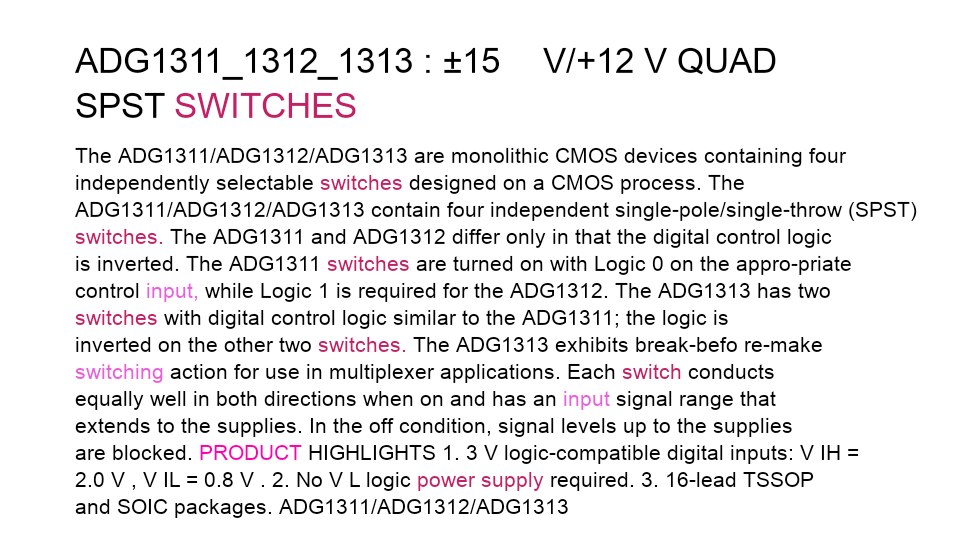 ADG1311_1312_1313 : ±15 V/+12 V QUAD
SPST SWITCHES
The ADG1311/ADG1312/ADG1313 are monolithic CMOS devices containing four
independently selectable switches designed on a CMOS process. The
ADG1311/ADG1312/ADG1313 contain four independent single-pole/single-throw (SPST)
switches. The ADG1311 and ADG1312 differ only in that the digital control logic
is inverted. The ADG1311 switches are turned on with Logic 0 on the appro-priate
control input, while Logic 1 is required for the ADG1312. The ADG1313 has two
switches with digital control logic similar to the ADG1311; the logic is
inverted on the other two switches. The ADG1313 exhibits break-befo re-make
switching action for use in multiplexer applications. Each switch conducts
equally well in both directions when on and has an input signal range that
extends to the supplies. In the off condition, signal levels up to the supplies
are blocked. PRODUCT HIGHLIGHTS 1. 3 V logic-compatible digital inputs: V IH =
2.0 V , V IL = 0.8 V . 2. No V L logic power supply required. 3. 16-lead TSSOP
and SOIC packages. ADG1311/ADG1312/ADG1313